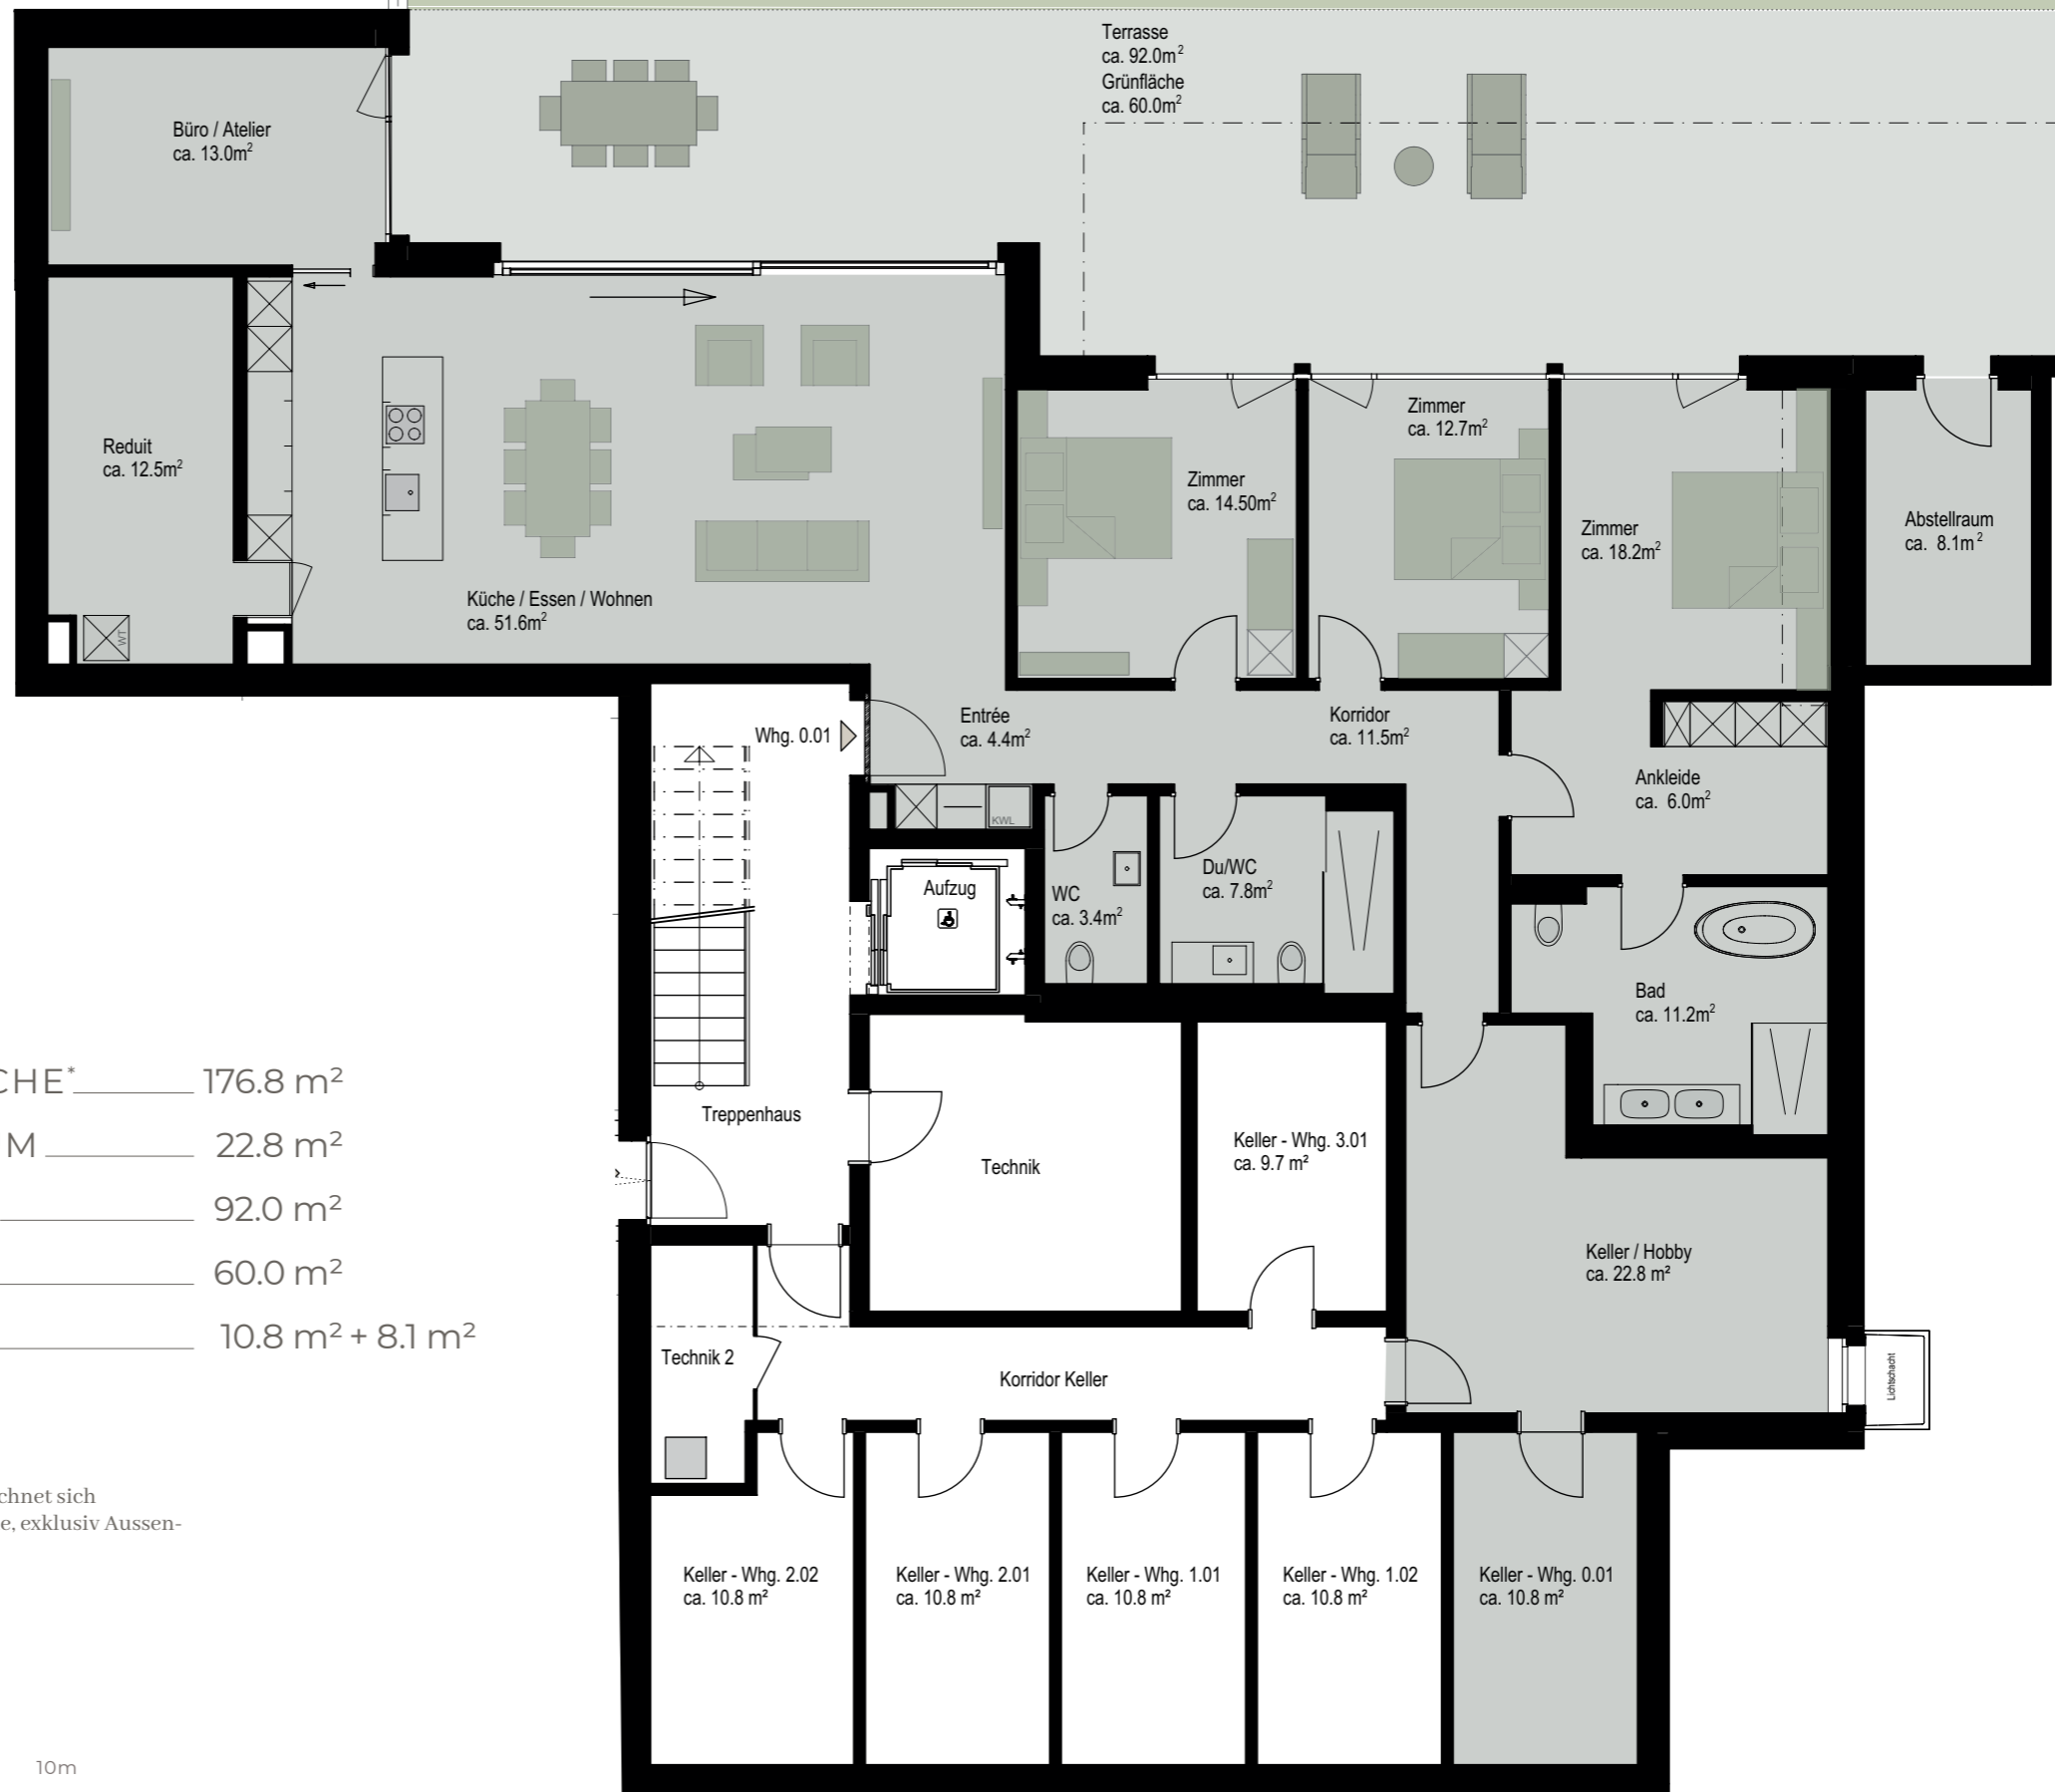 Terrasse
ca. 92.0m²
Grünfläche
ca. 60.0m²
Büro / Atelier
ca. 13.0m²
Reduit
ca. 12.5m²
WT
Küche / Essen / Wohnen
ca. 51.6m²
Zimmer
ca. 14.50m²
Zimmer
ca. 12.7m²
Zimmer
ca. 18.2m²
Abstellraum
ca. 8.1m²
Whg. 0.01
Entrée
ca. 4.4m²
Korridor
ca. 11.5m²
Ankleide
ca. 6.0m²
KWL
Aufzug
WC
ca. 3.4m²
Du/WC
ca. 7.8m²
Bad
ca. 11.2m²
CHE* 176.8 m²
M 22.8 m²
92.0 m²
60.0 m²
10.8 m² + 8.1 m²
Treppenhaus
Technik
Keller - Whg. 3.01
ca. 9.7 m²
Keller / Hobby
ca. 22.8 m²
Lichtschacht
Technik 2
Korridor Keller
chnet sich
e, exklusiv Aussen-
Keller - Whg. 2.02
ca. 10.8 m²
Keller - Whg. 2.01
ca. 10.8 m²
Keller - Whg. 1.01
ca. 10.8 m²
Keller - Whg. 1.02
ca. 10.8 m²
Keller - Whg. 0.01
ca. 10.8 m²
10m